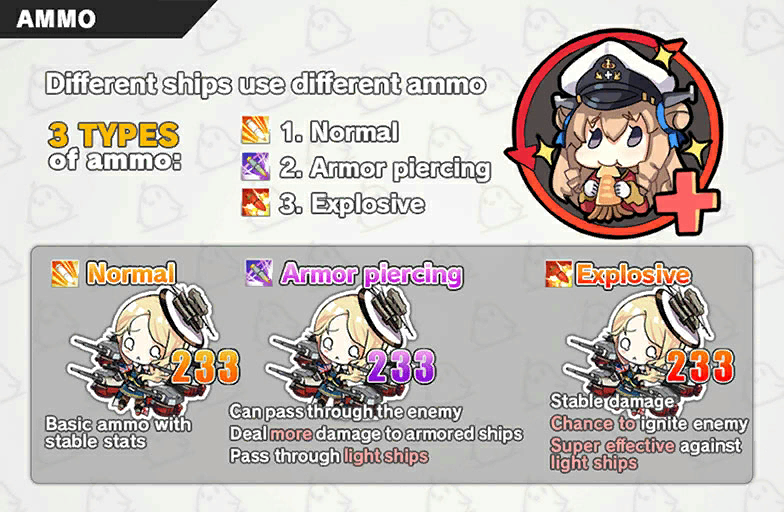 AMMO
Different ships use different ammo
3 TYPES
of ammo:
1. Normal
2. Armor piercing
3. Explosive
Normal
233
Basic ammo with
stable stats
Armor piercing
233
Can pass through the enemy
Deal more damage to armored ships
Pass through light ships
Explosive
233
Stable damage
Chance to ignite enemy
Super effective against
light ships